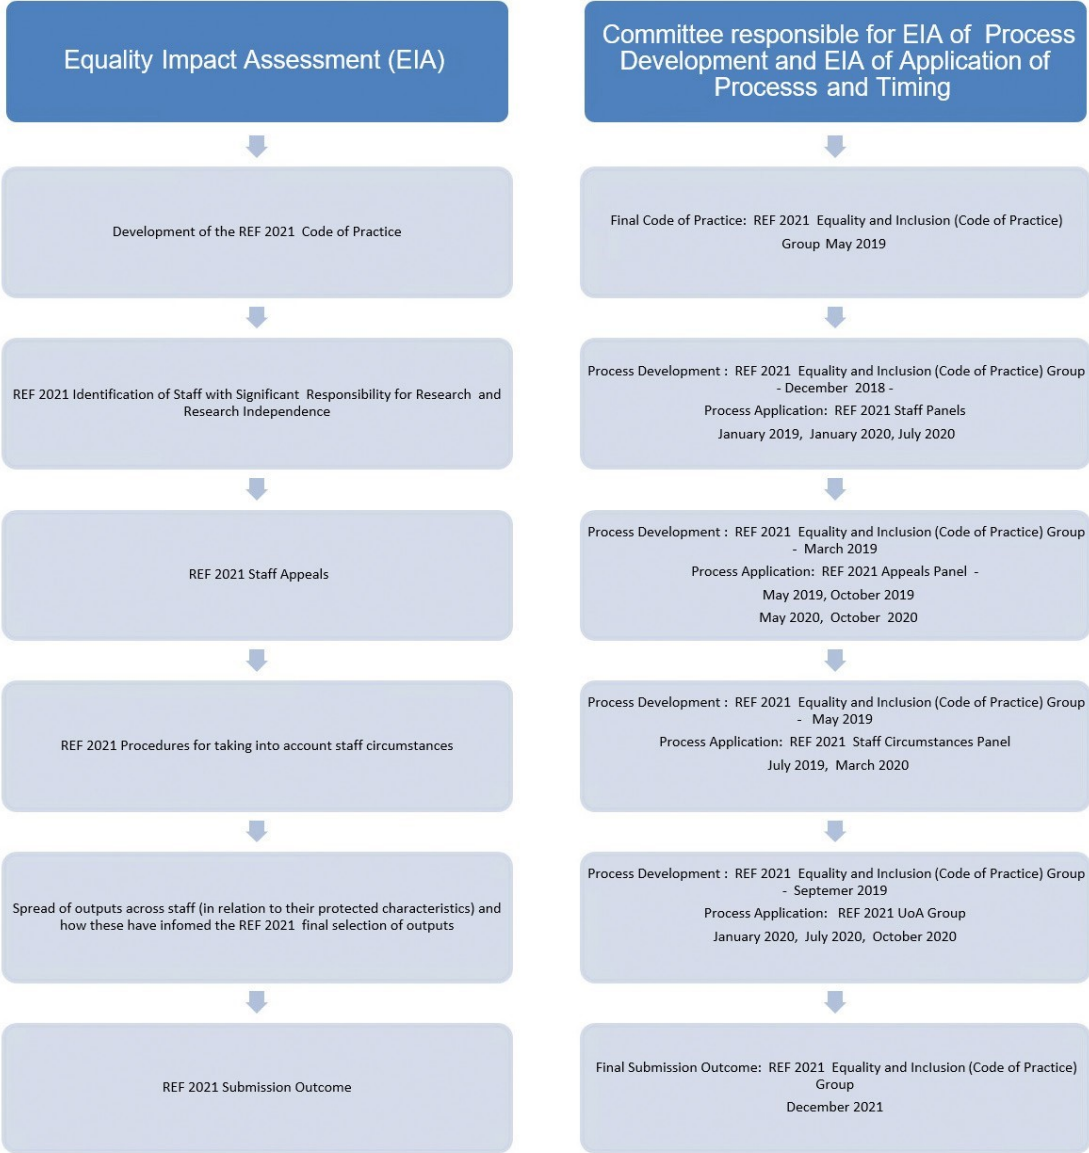 Equality Impact Assessment (EIA)
Committee responsible for EIA of Process
Development and EIA of Application of
Processs and Timing
Development of the REF 2021 Code of Practice
Final Code of Practice: REF 2021 Equality and Inclusion (Code of Practice)
Group May 2019
REF 2021 Identification of Staff with Significant Responsibility for Research and
Research Independence
Process Development : REF 2021 Equality and Inclusion (Code of Practice) Group
- December 2018 -
Process Application: REF 2021 Staff Panels
January 2019, January 2020, July 2020
REF 2021 Staff Appeals
Process Development : REF 2021 Equality and Inclusion (Code of Practice) Group
- March 2019
Process Application: REF 2021 Appeals Panel -
May 2019, October 2019
May 2020, October 2020
REF 2021 Procedures for taking into account staff circumstances
Process Development : REF 2021 Equality and Inclusion (Code of Practice) Group
- May 2019
Process Application: REF 2021 Staff Circumstances Panel
July 2019, March 2020
Spread of outputs across staff (in relation to their protected characteristics) and
how these have infomed the REF 2021 final selection of outputs
Process Development : REF 2021 Equality and Inclusion (Code of Practice) Group
- Septemer 2019
Process Application: REF 2021 UoA Group
January 2020, July 2020, October 2020
REF 2021 Submission Outcome
Final Submission Outcome: REF 2021 Equality and Inclusion (Code of Practice)
Group
December 2021